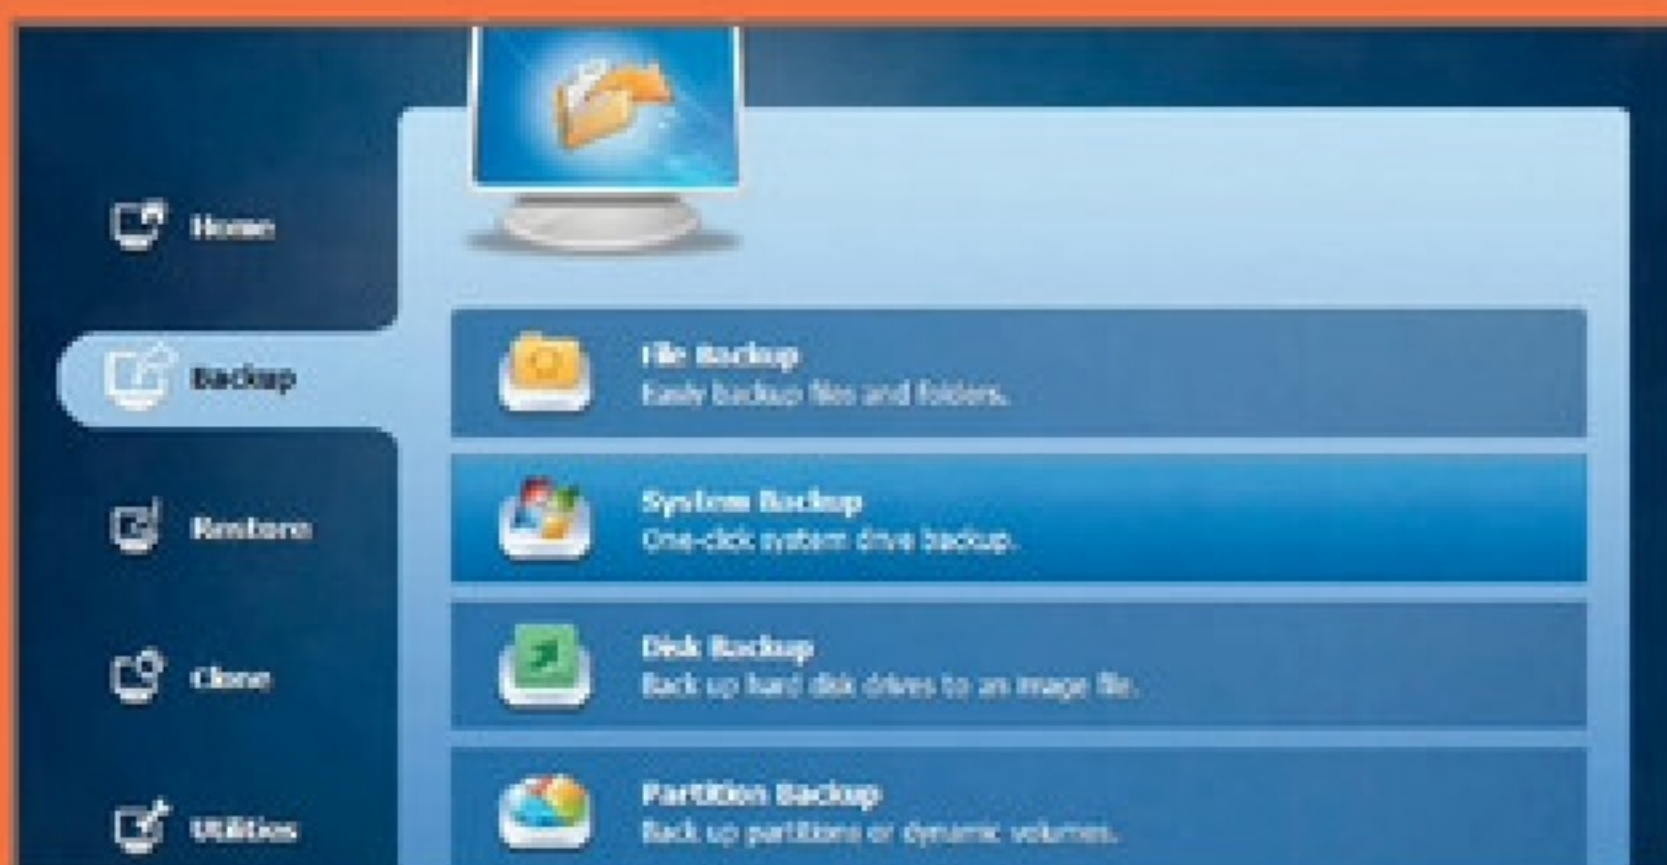 Home
Backup
Restore
Clone
Utilities
File Backup
Easily backup files and folders.
System Backup
One-click system drive backup.
Disk Backup
Back up hard disk drives to an image file.
Partition Backup
Back up partitions or dynamic volumes.